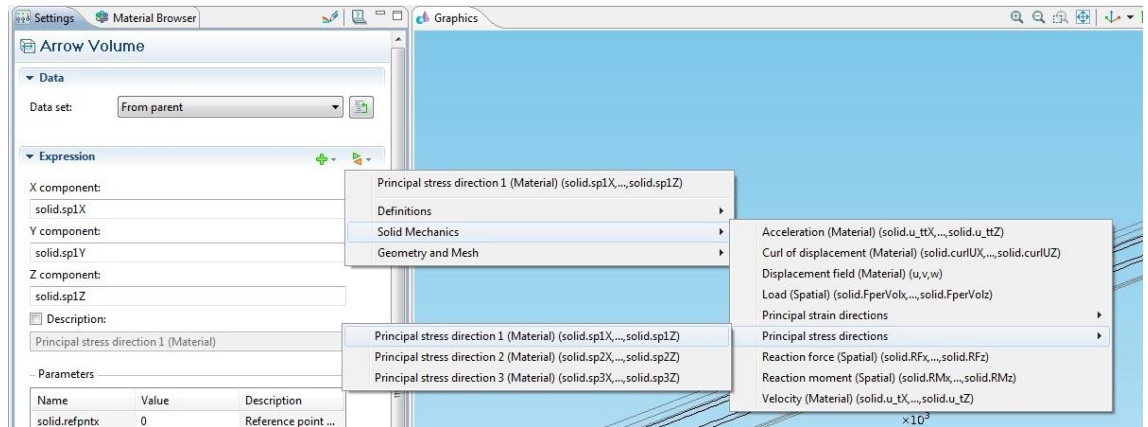 Settings
Material Browser
Graphics
Arrow Volume
Data
Data set:
From parent
Expression
X component:
solid.sp1X
Y component:
solid.sp1Y
Z component:
solid.sp1Z
Description:
Principal stress direction 1 (Material)
Parameters
Name Value Description
solid.refpntx 0 Reference point ...
Principal stress direction 1 (Material) (solid.sp1X,...,solid.sp1Z)
Definitions
Solid Mechanics
Geometry and Mesh
Acceleration (Material) (solid.u_ttX,...,solid.u_ttZ)
Curl of displacement (Material) (solid.curlUX,...,solid.curlUZ)
Displacement field (Material) (u,v,w)
Load (Spatial) (solid.FperVolx,...,solid.FperVolz)
Principal strain directions
Principal stress directions
Reaction force (Spatial) (solid.RFx,...,solid.RFz)
Reaction moment (Spatial) (solid.RMx,...,solid.RMz)
Velocity (Material) (solid.u_tX,...,solid.u_tZ)
Principal stress direction 1 (Material) (solid.sp1X,...,solid.sp1Z)
Principal stress direction 2 (Material) (solid.sp2X,...,solid.sp2Z)
Principal stress direction 3 (Material) (solid.sp3X,...,solid.sp3Z)
×10³